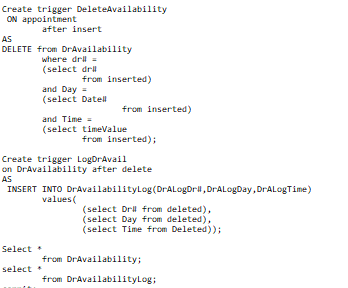 Create trigger DeleteAvailability
ON appointment
after insert
AS
DELETE from DrAvailability
where dr# =
(select dr#
from inserted)
and Day =
(select Date#
from inserted)
and Time =
(select timeValue
from inserted);
Create trigger LogDrAvail
on DrAvailability after delete
AS
INSERT INTO DrAvailabilityLog(DrALogDr#,DrALogDay,DrALogTime)
values(
(select Dr# from deleted),
(select Day from deleted),
(select Time from Deleted));
Select *
from DrAvailability;
select *
from DrAvailabilityLog;